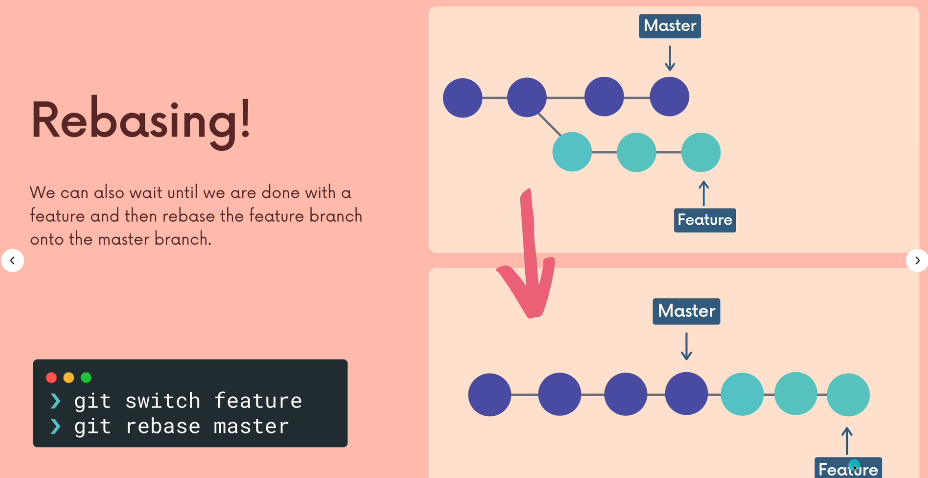 Rebasing!
We can also wait until we are done with a
feature and then rebase the feature branch
onto the master branch.
❯ git switch feature
❯ git rebase master
Master
Feature
Master
Feature